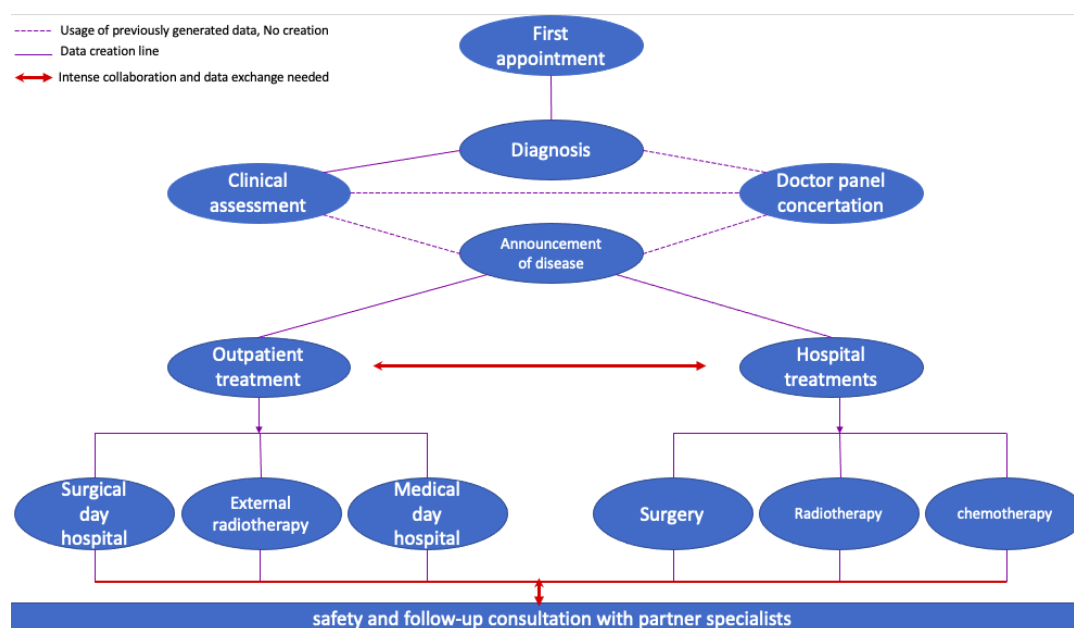 Usage of previously generated data, No creation
Data creation line
Intense collaboration and data exchange needed
First
appointment
Diagnosis
Clinical
assessment
Doctor panel
concertation
Announcement
of disease
Outpatient
treatment
Hospital
treatments
Surgical
day
hospital
External
radiotherapy
Medical
day
hospital
Surgery
Radiotherapy
chemotherapy
safety and follow-up consultation with partner specialists